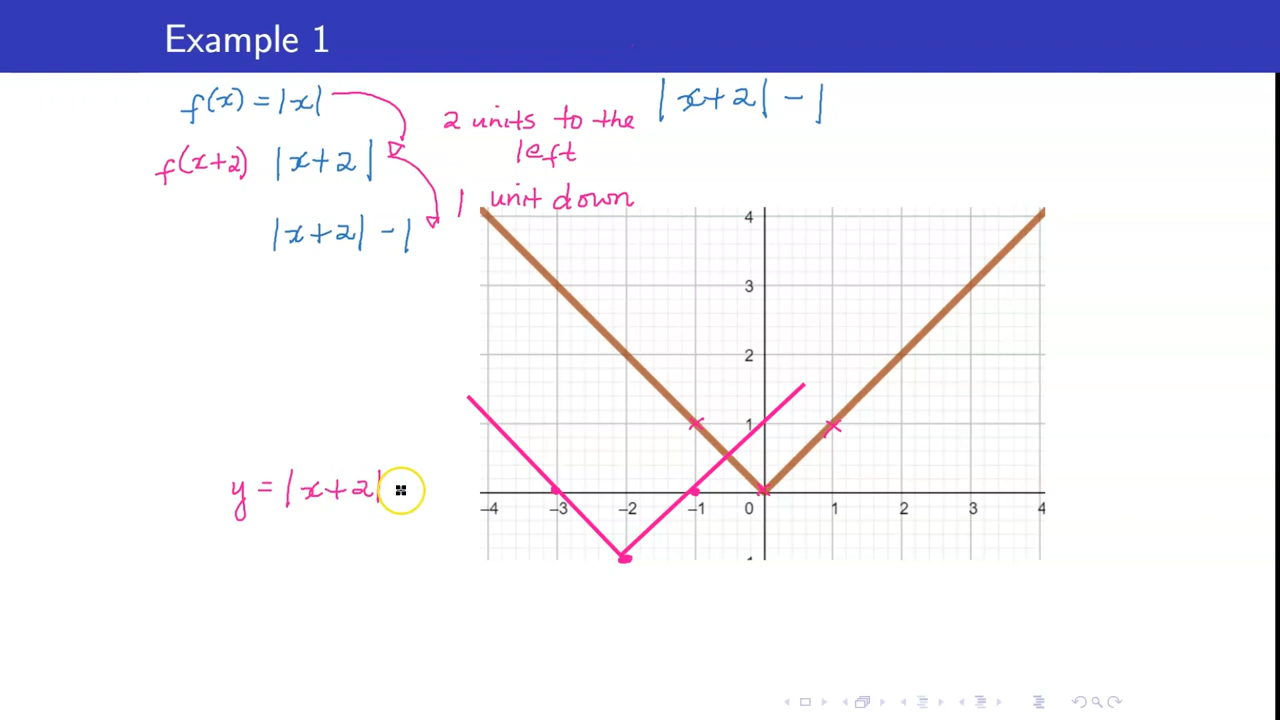 Example 1
f(x) = |x|
2 units to the left
|x+2| - 1
f(x+2) |x+2|
1 unit down
|x+2| - 1
4
3
2
1
y = |x+2|
-4 -3 -2 -1 0 1 2 3 4